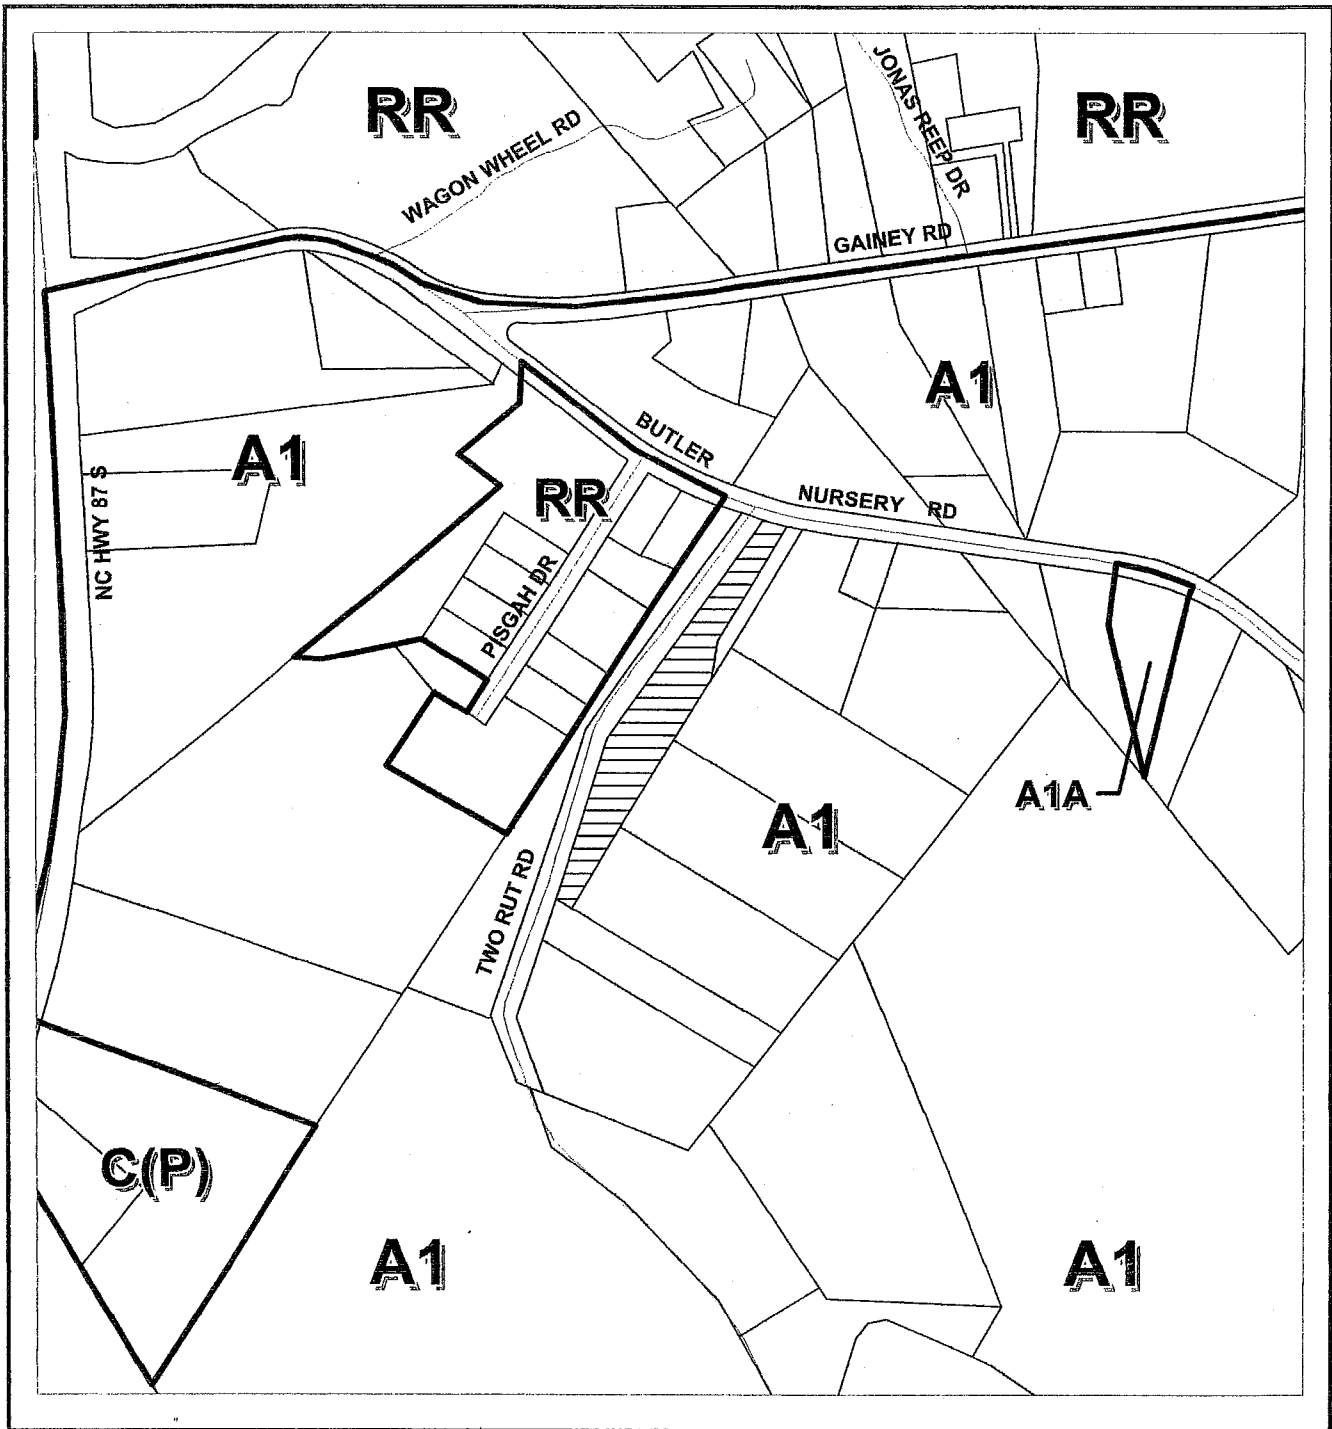 RR
RR
JONAS REEP DR
WAGON WHEEL RD
GAINEY RD
A1
BUTLER NURSERY RD
A1
RR
NC HWY 87 S
PISGAH DR
A1A
A1
TWO RUT RD
C(P)
A1
A1